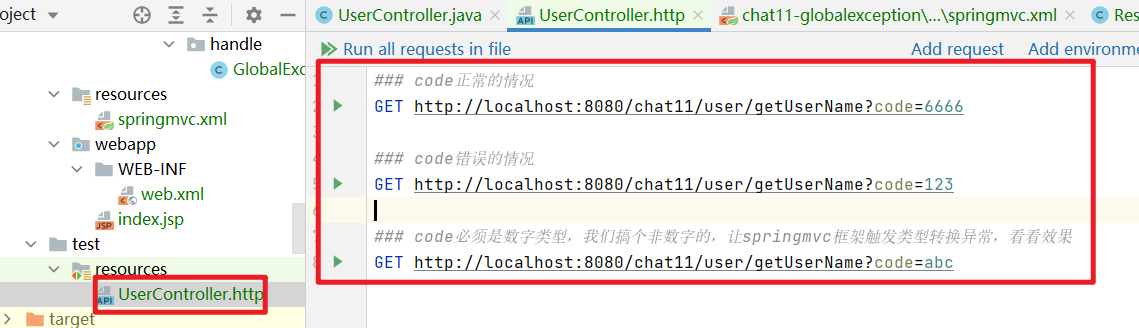 oject
UserController.java
UserController.http
chat11-globalexception\...\springmvc.xml
Res
handle
GlobalExc
resources
springmvc.xml
webapp
WEB-INF
web.xml
JSP index.jsp
test
resources
API UserController.http
target
Run all requests in file
Add request
Add environme
### code正常的情况
GET http://localhost:8080/chat11/user/getUserName?code=6666
### code错误的情况
GET http://localhost:8080/chat11/user/getUserName?code=123
### code必须是数字类型，我们搞个非数字的，让springmvc框架触发类型转换异常，看看效果
GET http://localhost:8080/chat11/user/getUserName?code=abc